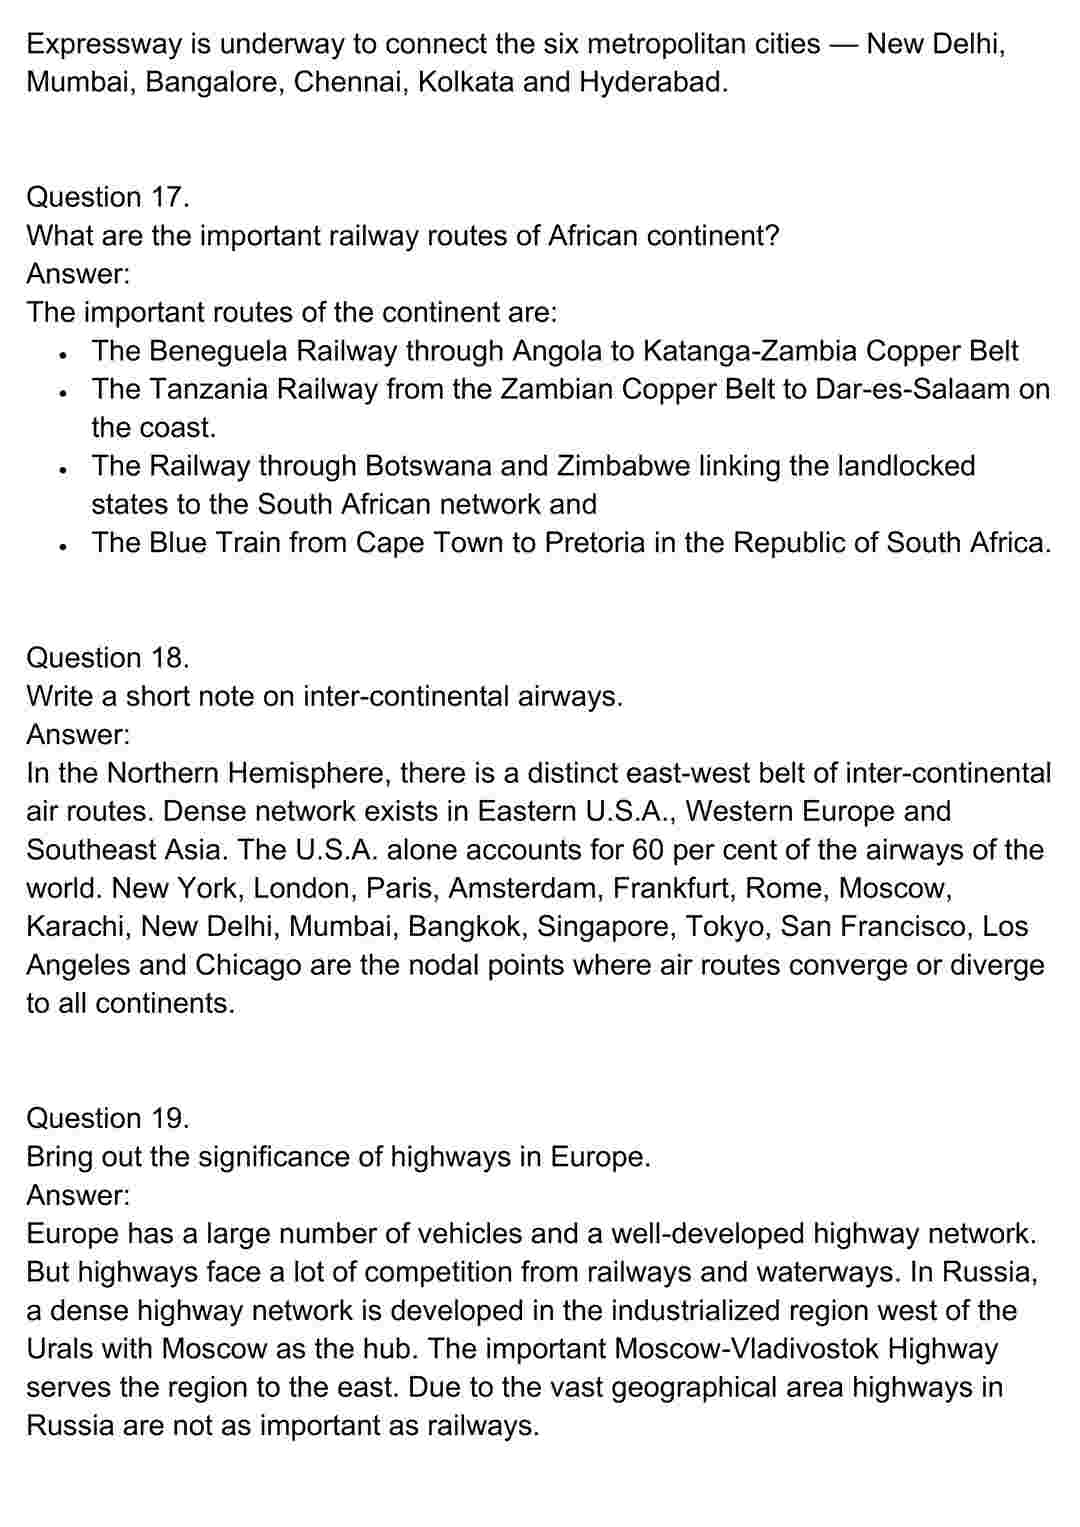 Expressway is underway to connect the six metropolitan cities — New Delhi,
Mumbai, Bangalore, Chennai, Kolkata and Hyderabad.
Question 17.
What are the important railway routes of African continent?
Answer:
The important routes of the continent are:
• The Beneguela Railway through Angola to Katanga-Zambia Copper Belt
• The Tanzania Railway from the Zambian Copper Belt to Dar-es-Salaam on
the coast.
• The Railway through Botswana and Zimbabwe linking the landlocked
states to the South African network and
• The Blue Train from Cape Town to Pretoria in the Republic of South Africa.
Question 18.
Write a short note on inter-continental airways.
Answer:
In the Northern Hemisphere, there is a distinct east-west belt of inter-continental
air routes. Dense network exists in Eastern U.S.A., Western Europe and
Southeast Asia. The U.S.A. alone accounts for 60 per cent of the airways of the
world. New York, London, Paris, Amsterdam, Frankfurt, Rome, Moscow,
Karachi, New Delhi, Mumbai, Bangkok, Singapore, Tokyo, San Francisco, Los
Angeles and Chicago are the nodal points where air routes converge or diverge
to all continents.
Question 19.
Bring out the significance of highways in Europe.
Answer:
Europe has a large number of vehicles and a well-developed highway network.
But highways face a lot of competition from railways and waterways. In Russia,
a dense highway network is developed in the industrialized region west of the
Urals with Moscow as the hub. The important Moscow-Vladivostok Highway
serves the region to the east. Due to the vast geographical area highways in
Russia are not as important as railways.